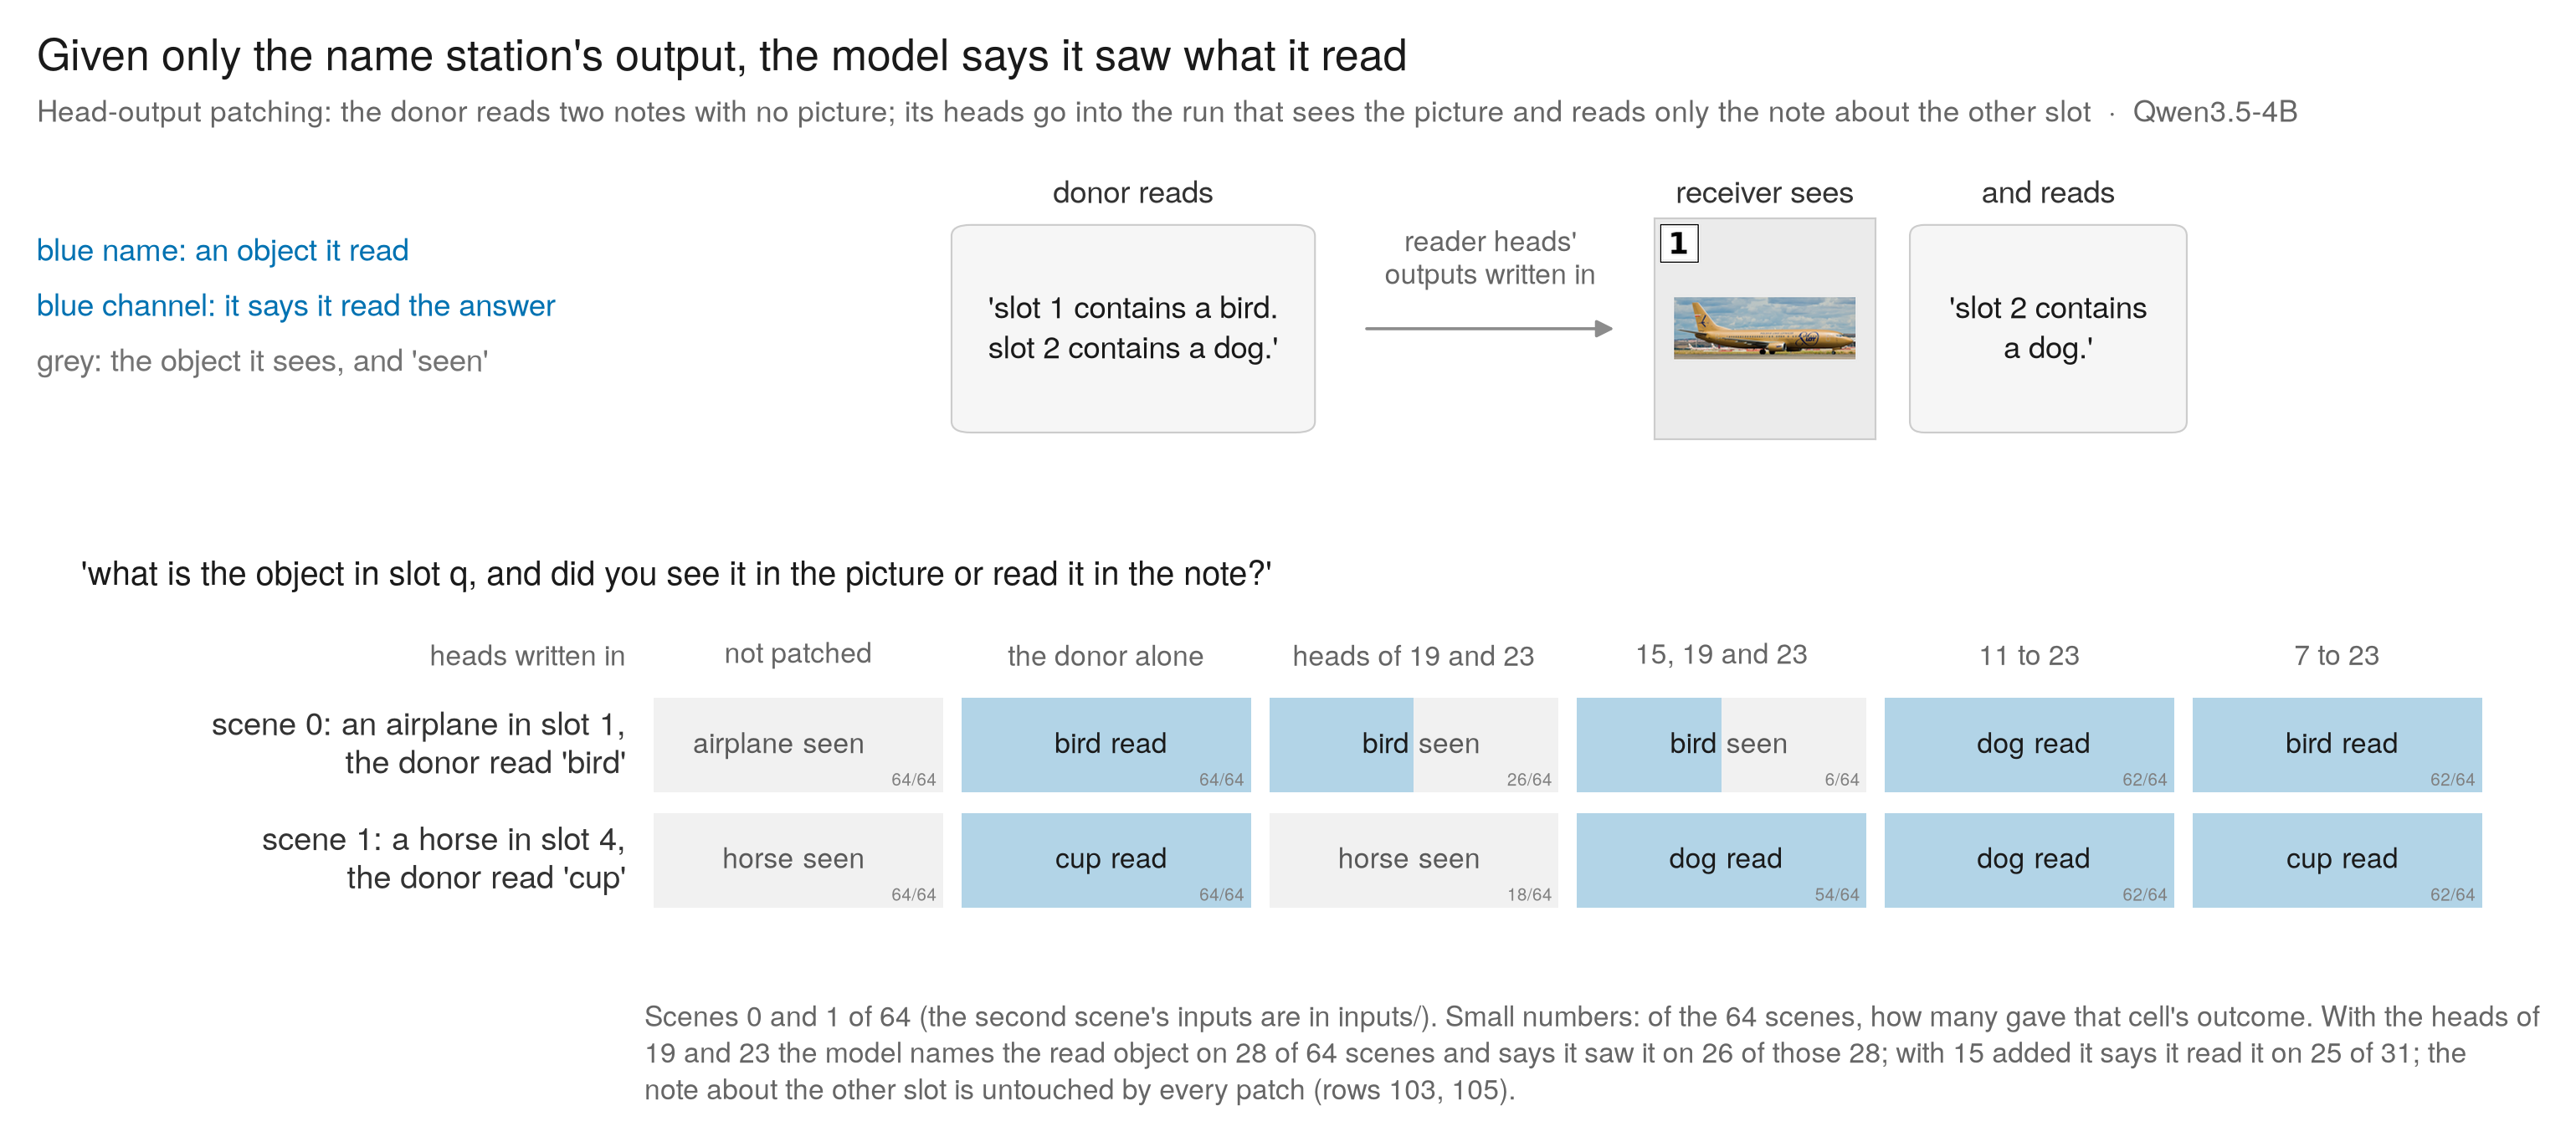 Given only the name station's output, the model says it saw what it read
Head-output patching: the donor reads two notes with no picture; its heads go into the run that sees the picture and reads only the note about the other slot · Qwen3.5-4B
blue name: an object it read
blue channel: it says it read the answer
grey: the object it sees, and 'seen'
donor reads
'slot 1 contains a bird.
slot 2 contains a dog.'
reader heads'
outputs written in
receiver sees
1
and reads
'slot 2 contains
a dog.'
'what is the object in slot q, and did you see it in the picture or read it in the note?'
heads written in not patched the donor alone heads of 19 and 23 15, 19 and 23 11 to 23 7 to 23
scene 0: an airplane in slot 1,
the donor read 'bird'
airplane seen bird read bird seen bird seen dog read bird read
64/64 64/64 26/64 6/64 62/64 62/64
scene 1: a horse in slot 4,
the donor read 'cup'
horse seen cup read horse seen dog read dog read cup read
64/64 64/64 18/64 54/64 62/64 62/64
Scenes 0 and 1 of 64 (the second scene's inputs are in inputs/). Small numbers: of the 64 scenes, how many gave that cell's outcome. With the heads of
19 and 23 the model names the read object on 28 of 64 scenes and says it saw it on 26 of those 28; with 15 added it says it read it on 25 of 31; the
note about the other slot is untouched by every patch (rows 103, 105).